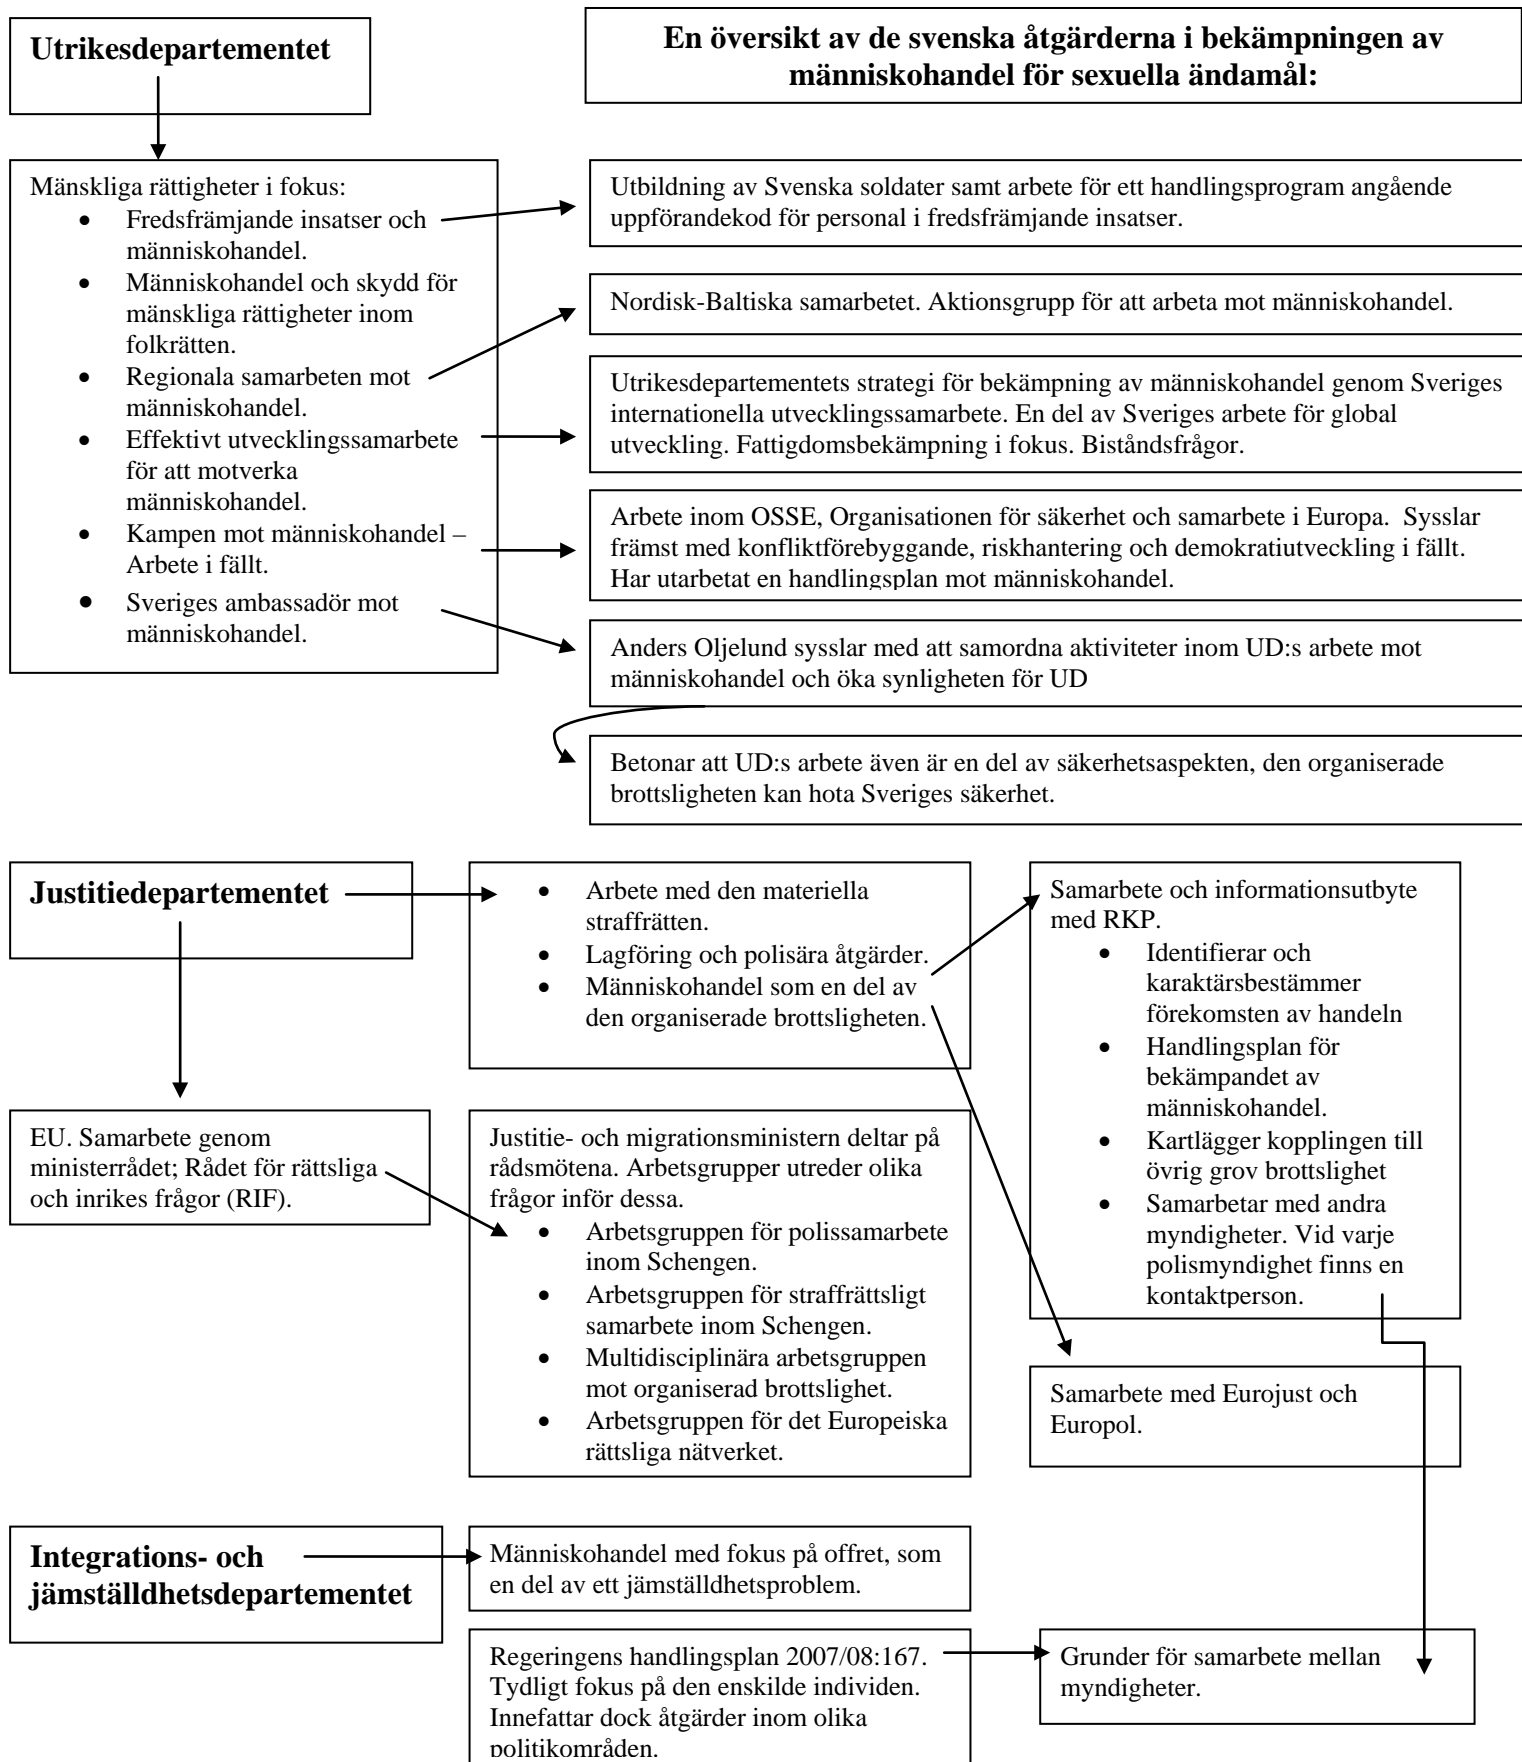 Utrikesdepartementet
En översikt av de svenska åtgärderna i bekämpningen av
människohandel för sexuella ändamål:
Mänskliga rättigheter i fokus:
• Fredsfrämjande insatser och
människohandel.
• Människohandel och skydd för
mänskliga rättigheter inom
folkrätten.
• Regionala samarbeten mot
människohandel.
• Effektivt utvecklingssamarbete
för att motverka
människohandel.
• Kampen mot människohandel –
Arbete i fällt.
• Sveriges ambassadör mot
människohandel.
Utbildning av Svenska soldater samt arbete för ett handlingsprogram angående
uppförandekod för personal i fredsfrämjande insatser.
Nordisk-Baltiska samarbetet. Aktionsgrupp för att arbeta mot människohandel.
Utrikesdepartementets strategi för bekämpning av människohandel genom Sveriges
internationella utvecklingssamarbete. En del av Sveriges arbete för global
utveckling. Fattigdomsbekämpning i fokus. Biståndsfrågor.
Arbete inom OSSE, Organisationen för säkerhet och samarbete i Europa. Sysslar
främst med konfliktförebyggande, riskhantering och demokratiutveckling i fällt.
Har utarbetat en handlingsplan mot människohandel.
Anders Oljelund sysslar med att samordna aktiviteter inom UD:s arbete mot
människohandel och öka synligheten för UD
Betonar att UD:s arbete även är en del av säkerhetsaspekten, den organiserade
brottsligheten kan hota Sveriges säkerhet.
Justitiedepartementet
• Arbete med den materiella
straffrätten.
• Lagföring och polisära åtgärder.
• Människohandel som en del av
den organiserade brottsligheten.
Samarbete och informationsutbyte
med RKP.
• Identifierar och
karaktärsbestämmer
förekomsten av handeln
• Handlingsplan för
bekämpandet av
människohandel.
• Kartlägger kopplingen till
övrig grov brottslighet
• Samarbetar med andra
myndigheter. Vid varje
polismyndighet finns en
kontaktperson.
EU. Samarbete genom
ministerrådet; Rådet för rättsliga
och inrikes frågor (RIF).
Justitie- och migrationsministern deltar på
rådsmötena. Arbetsgrupper utreder olika
frågor inför dessa.
• Arbetsgruppen för polissamarbete
inom Schengen.
• Arbetsgruppen för straffrättsligt
samarbete inom Schengen.
• Multidisciplinära arbetsgruppen
mot organiserad brottslighet.
• Arbetsgruppen för det Europeiska
rättsliga nätverket.
Samarbete med Eurojust och
Europol.
Integrations- och
jämställdhetsdepartementet
Människohandel med fokus på offret, som
en del av ett jämställdhetsproblem.
Regeringens handlingsplan 2007/08:167.
Tydligt fokus på den enskilde individen.
Innefattar dock åtgärder inom olika
politikområden.
Grunder för samarbete mellan
myndigheter.